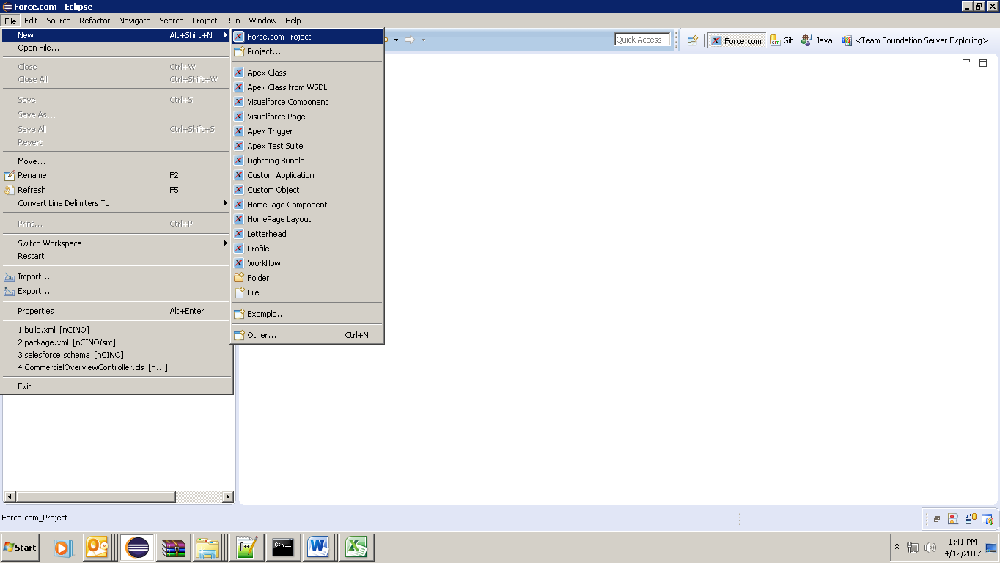 Force.com - Eclipse
File Edit Source Refactor Navigate Search Project Run Window Help
Quick Access
Force.com Git Java <Team Foundation Server Exploring>
New Alt+Shift+N
Open File...
Close Ctrl+W
Close All Ctrl+Shift+W
Save Ctrl+S
Save As...
Save All Ctrl+Shift+S
Revert
Move...
Rename... F2
Refresh F5
Convert Line Delimiters To
Print... Ctrl+P
Switch Workspace
Restart
Import...
Export...
Properties Alt+Enter
1 build.xml [nCINO]
2 package.xml [nCINO/src]
3 salesforce.schema [nCINO]
4 CommercialOverviewController.cls [n...]
Exit
Force.com Project
Project...
Apex Class
Apex Class from WSDL
Visualforce Component
Visualforce Page
Apex Trigger
Apex Test Suite
Lightning Bundle
Custom Application
Custom Object
HomePage Component
HomePage Layout
Letterhead
Profile
Workflow
Folder
File
Example...
Other... Ctrl+N
Force.com_Project
Start
1:41 PM
4/12/2017